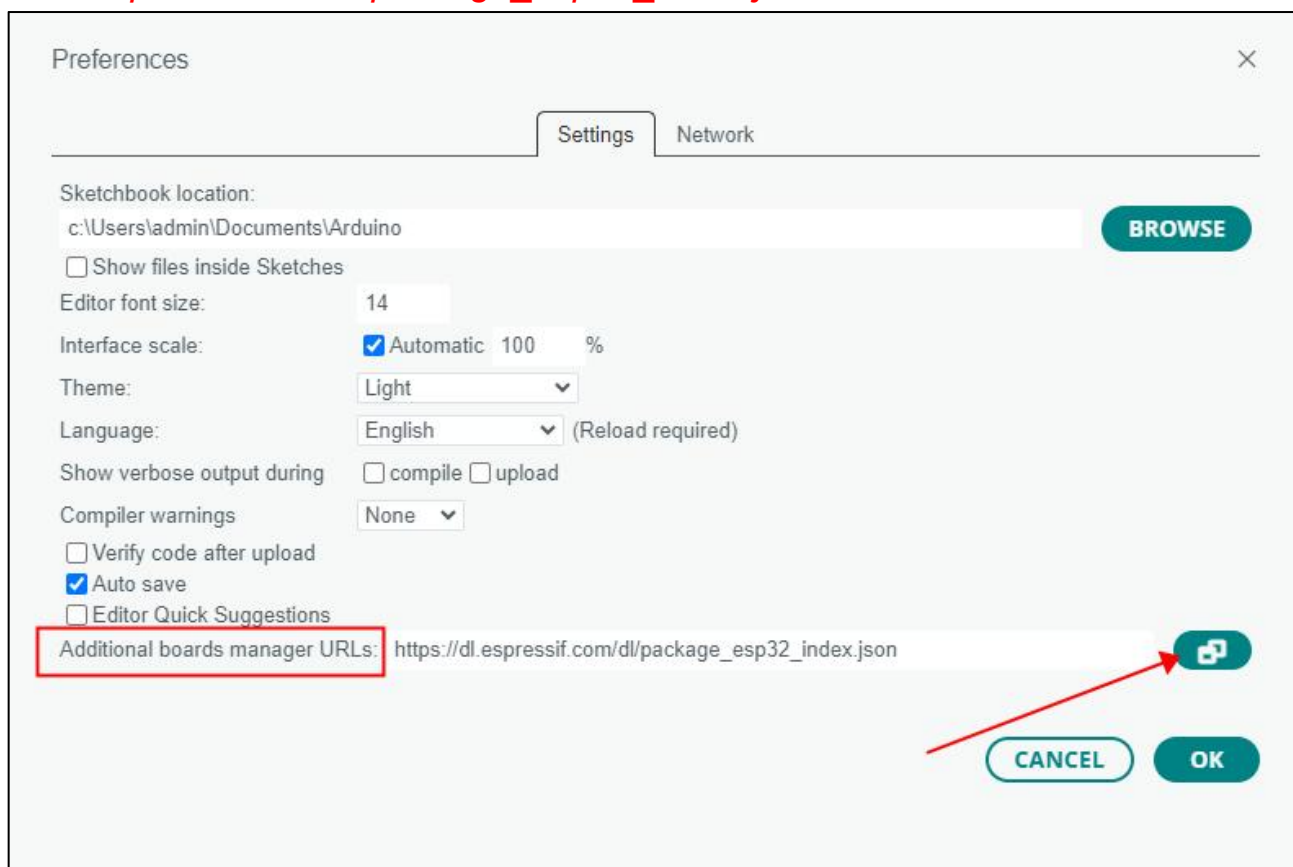 Preferences
Settings Network
Sketchbook location:
c:\Users\admin\Documents\Arduino
BROWSE
Show files inside Sketches
Editor font size: 14
Interface scale: Automatic 100 %
Theme: Light
Language: English (Reload required)
Show verbose output during compile upload
Compiler warnings None
Verify code after upload
Auto save
Editor Quick Suggestions
Additional boards manager URLs: https://dl.espressif.com/dl/package_esp32_index.json
CANCEL OK